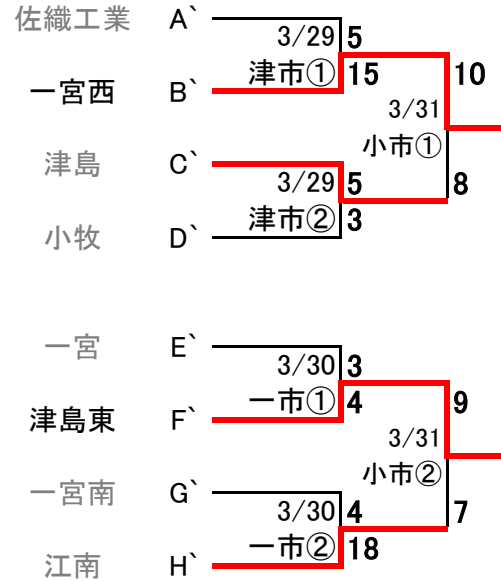 佐織工業 A`
3/29 5
一宮西 B` 津市① 15 10
3/31
小市①
津島 C`
3/29 5 8
津市② 3
小牧 D`
一宮 E`
3/30 3
一市① 4 9
津島東 F`
3/31
小市②
一宮南 G`
3/30 4 7
一市② 18
江南 H`